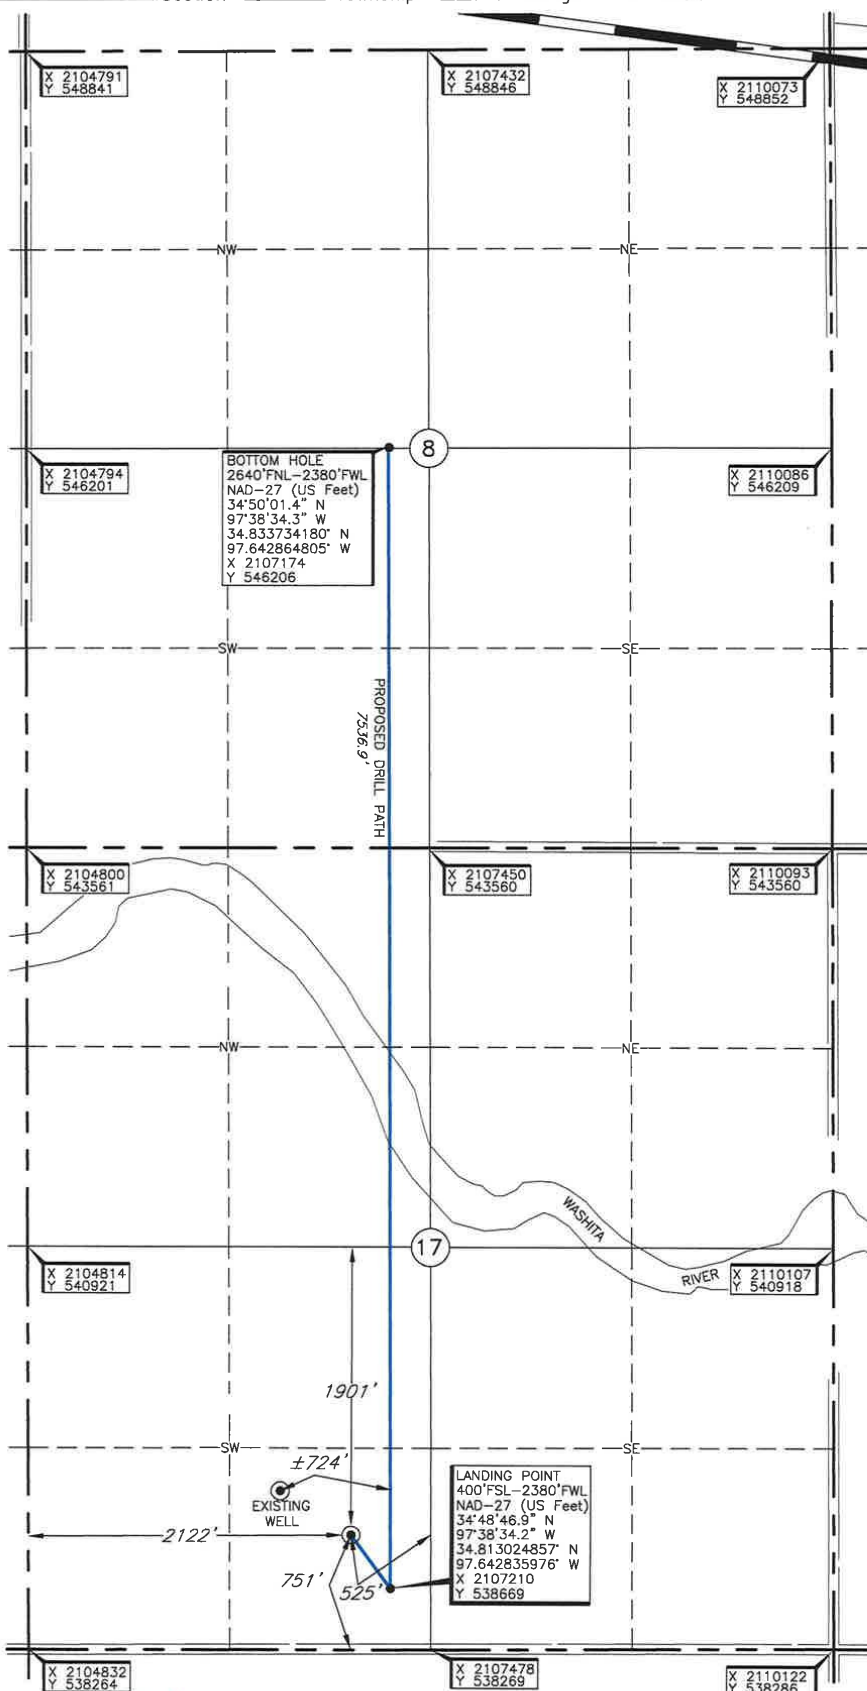 X 2104791
Y 548841
X 2107432
Y 548846
X 2110073
Y 548852
NW
NE
8
X 2104794
Y 546201
BOTTOM HOLE
2640'FNL-2380'FWL
NAD-27 (US Feet)
34°50'01.4" N
97°38'34.3" W
34.833734180° N
97.642864805° W
X 2107174
Y 546206
X 2110086
Y 546209
SW
SE
PROPOSED DRILL PATH
7536.9'
X 2104800
Y 543561
X 2107450
Y 543560
X 2110093
Y 543560
NW
NE
WASHITA
RIVER
17
X 2104814
Y 540921
X 2110107
Y 540918
1901'
SW
SE
±724'
EXISTING
WELL
2122'
751'
525'
LANDING POINT
400'FSL-2380'FWL
NAD-27 (US Feet)
34°48'46.9" N
97°38'34.2" W
34.813024857° N
97.642835976° W
X 2107210
Y 538669
X 2104832
Y 538264
X 2107478
Y 538269
X 2110122
Y 538286